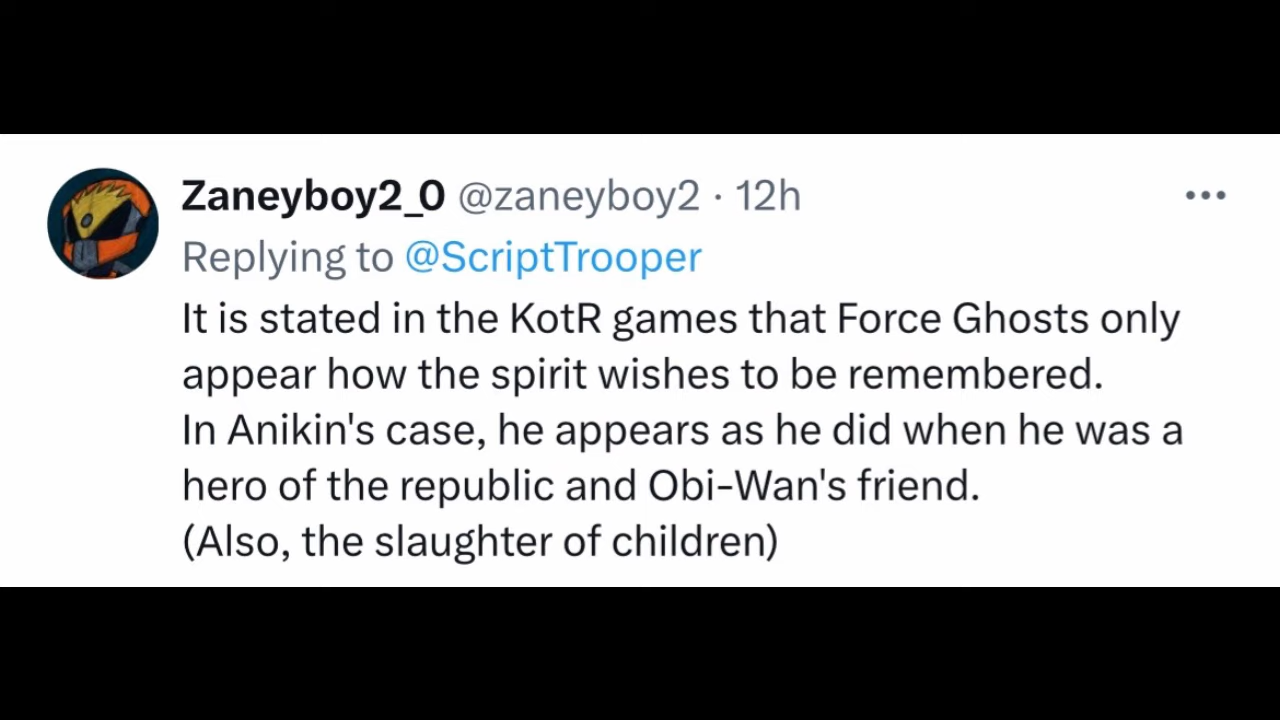 Zaneyboy2_0 @zaneyboy2 · 12h
Replying to @ScriptTrooper
It is stated in the KotR games that Force Ghosts only
appear how the spirit wishes to be remembered.
In Anikin's case, he appears as he did when he was a
hero of the republic and Obi-Wan's friend.
(Also, the slaughter of children)